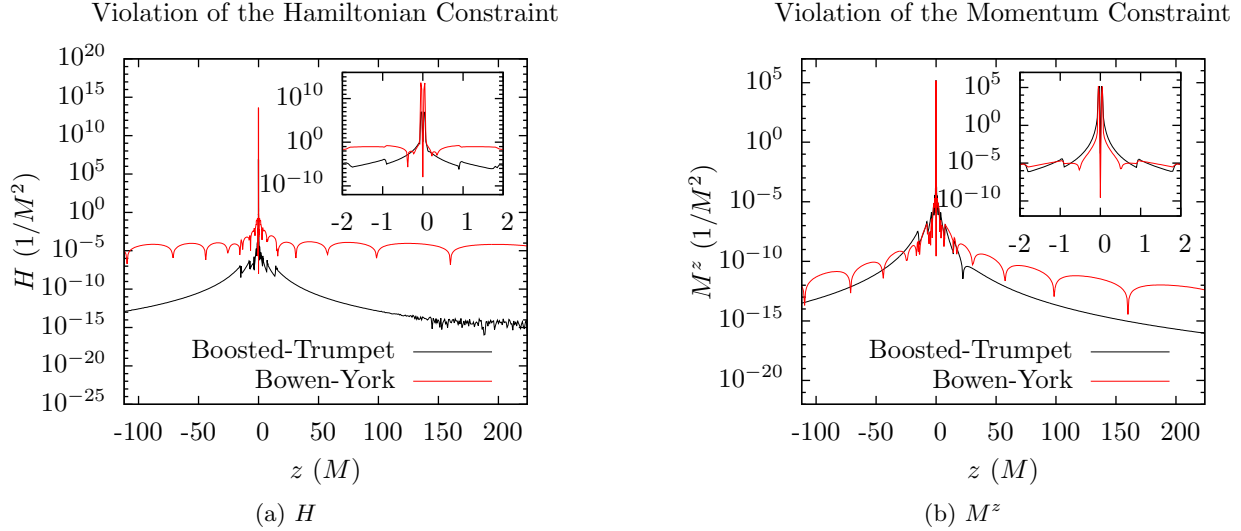 Violation of the Hamiltonian Constraint
10^20
10^15
10^10
10^5
10^0
10^-5
10^-10
10^-15
10^-20
10^-25
H (1/M^2)
10^10
10^0
10^-10
-2 -1 0 1 2
Boosted-Trumpet
Bowen-York
-100 -50 0 50 100 150 200
z (M)
(a) H
Violation of the Momentum Constraint
10^5
10^0
10^-5
10^-10
10^-15
10^-20
M^z (1/M^2)
10^5
10^0
10^-5
10^-10
-2 -1 0 1 2
Boosted-Trumpet
Bowen-York
-100 -50 0 50 100 150 200
z (M)
(b) M^z